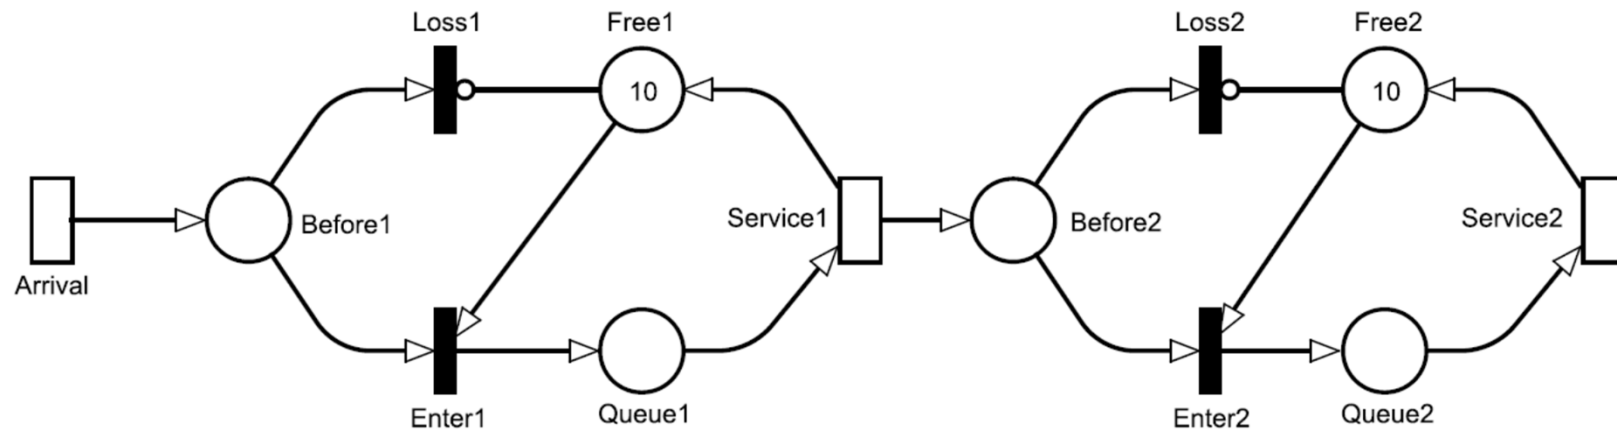 Loss1
Free1
Loss2
Free2
10
10
Before1
Service1
Before2
Service2
Arrival
Enter1
Queue1
Enter2
Queue2